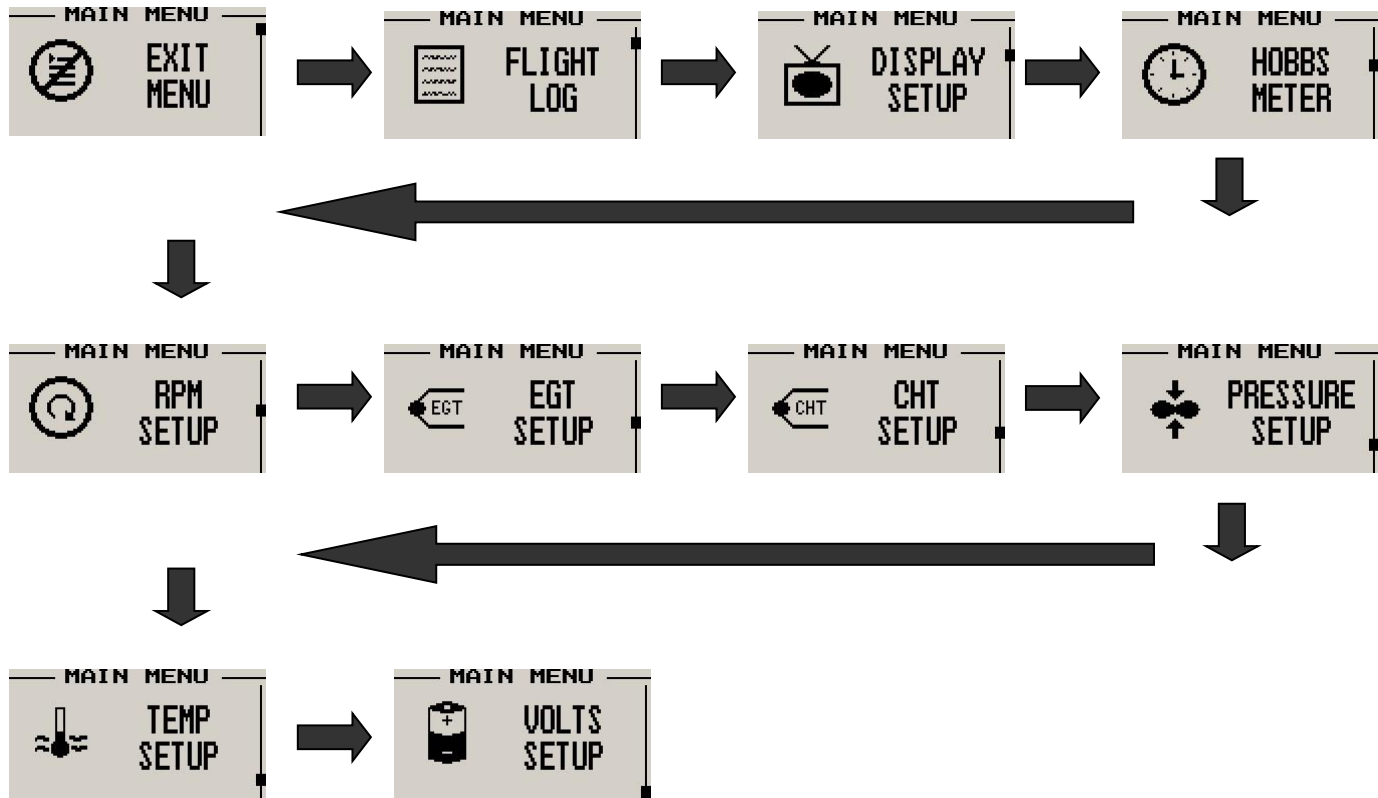 MAIN MENU
EXIT
MENU
MAIN MENU
FLIGHT
LOG
MAIN MENU
DISPLAY
SETUP
MAIN MENU
HOBBS
METER
MAIN MENU
RPM
SETUP
MAIN MENU
EGT
EGT
SETUP
MAIN MENU
CHT
CHT
SETUP
MAIN MENU
PRESSURE
SETUP
MAIN MENU
TEMP
SETUP
MAIN MENU
+
VOLTS
SETUP